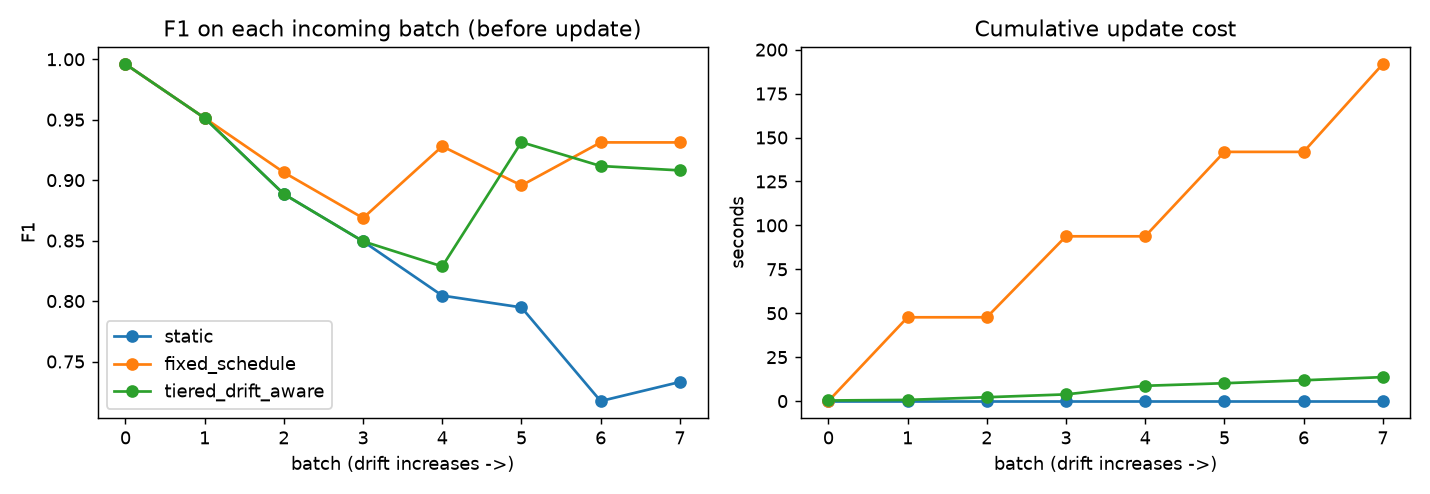 F1 on each incoming batch (before update)
F1
1.00
0.95
0.90
0.85
0.80
0.75
static
fixed_schedule
tiered_drift_aware
0 1 2 3 4 5 6 7
batch (drift increases ->)
Cumulative update cost
seconds
200
175
150
125
100
75
50
25
0
0 1 2 3 4 5 6 7
batch (drift increases ->)